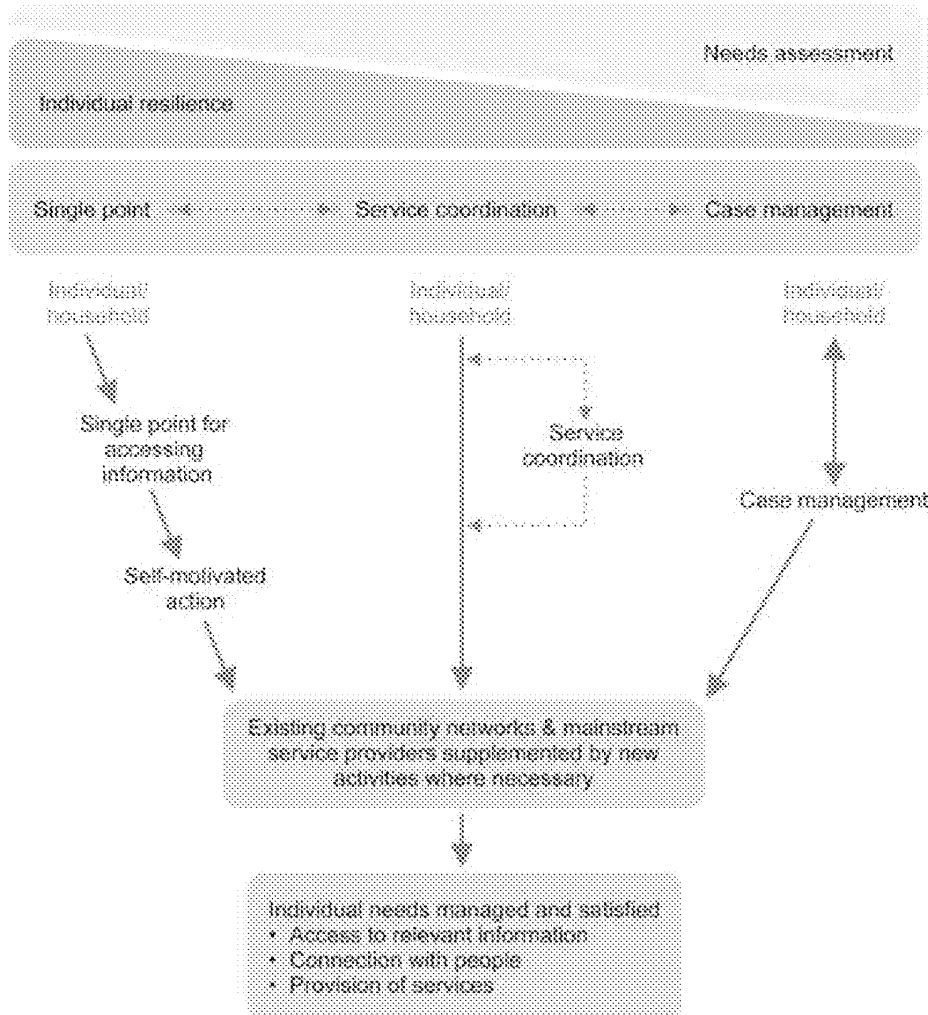 Needs assessment
Individual resilience
Single point
Service coordination
Case management
Individual/
household
Individual/
household
Individual/
household
Single point for
accessing
information
Service
coordination
Case management
Self-motivated
action
Existing community networks & mainstream
service providers supplemented by new
activities where necessary
Individual needs managed and satisfied
• Access to relevant information
• Connection with people
• Provision of services